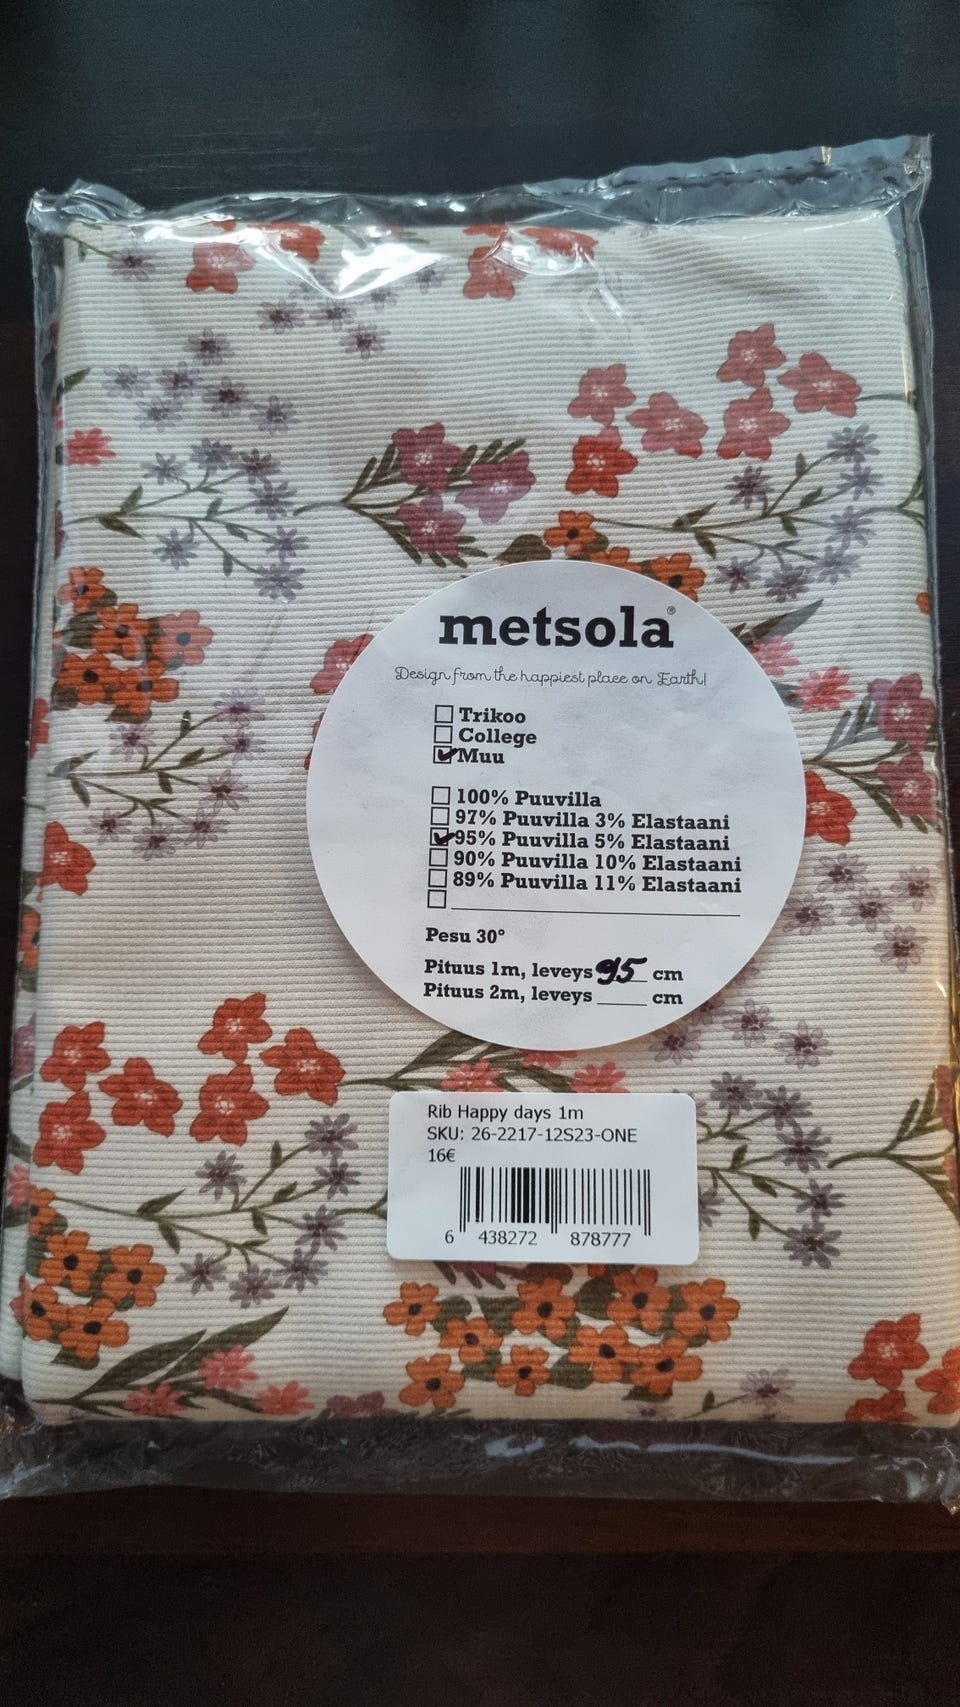 metsola®
Design from the happiest place on Earth!
Trikoo
College
Muu
100% Puuvilla
97% Puuvilla 3% Elastaani
95% Puuvilla 5% Elastaani
90% Puuvilla 10% Elastaani
89% Puuvilla 11% Elastaani
Pesu 30°
Pituus 1m, leveys 95 cm
Pituus 2m, leveys ____ cm
Rib Happy days 1m
SKU: 26-2217-12S23-ONE
16€
6 438272 878777